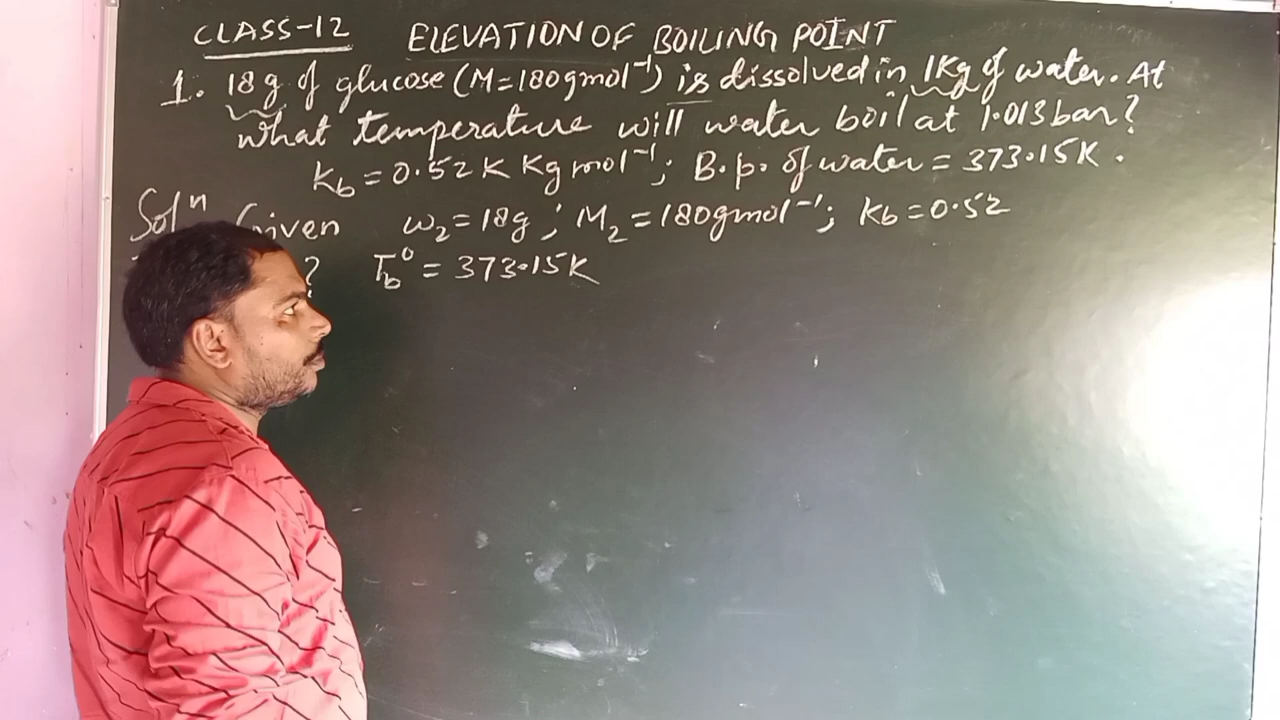 CLASS-12 ELEVATION OF BOILING POINT
1. 18g of glucose (M=180gmol⁻¹) is dissolved in 1Kg of water. At
what temperature will water boil at 1.013 bar?
Kb = 0.52 K Kg mol⁻¹; B.p. of water = 373.15K.
Solⁿ Given w₂ = 18g; M₂ = 180gmol⁻¹; Kb = 0.52
? Tb° = 373.15K